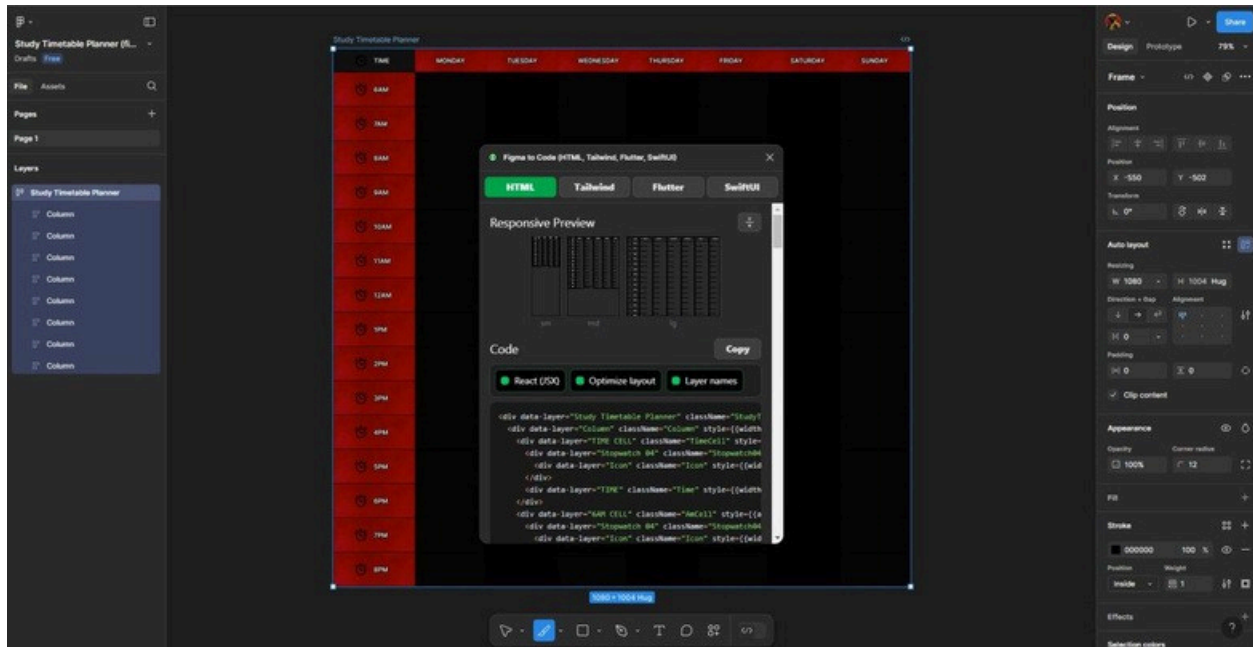 Study Timetable Planner (fi...
Drafts Free
File Assets
Pages
Page 1
Layers
Study Timetable Planner
Column
Column
Column
Column
Column
Column
Column
Column
Study Timetable Planner
TIME MONDAY TUESDAY WEDNESDAY THURSDAY FRIDAY SATURDAY SUNDAY
6AM
7AM
8AM
9AM
10AM
11AM
12AM
1PM
2PM
3PM
4PM
5PM
6PM
7PM
8PM
1080 × 1004 Hug
Figma to Code (HTML, Tailwind, Flutter, SwiftUI)
HTML Tailwind Flutter SwiftUI
Responsive Preview
sm md lg
Code Copy
React (JSX) Optimize layout Layer names
<div data-layer="Study Timetable Planner" className="StudyT
<div data-layer="Column" className="Column" style={{width
<div data-layer="TIME CELL" className="TimeCell" style=
<div data-layer="Stopwatch 04" className="Stopwatch04
<div data-layer="Icon" className="Icon" style={{wid
</div>
<div data-layer="TIME" className="Time" style={{width
</div>
<div data-layer="6AM CELL" className="AmCell" style={{a
<div data-layer="Stopwatch 04" className="Stopwatch04
<div data-layer="Icon" className="Icon" style={{wid
Share
Design Prototype 79%
Frame
Position
Alignment
Position
X -550 Y -502
Transform
0°
Auto layout
Resizing
W 1080 H 1004 Hug
Direction + Gap Alignment
0
Padding
0 0
Clip content
Appearance
Opacity Corner radius
100% 12
Fill
Stroke
000000 100 %
Position Weight
Inside 1
Effects
Selection colors
?